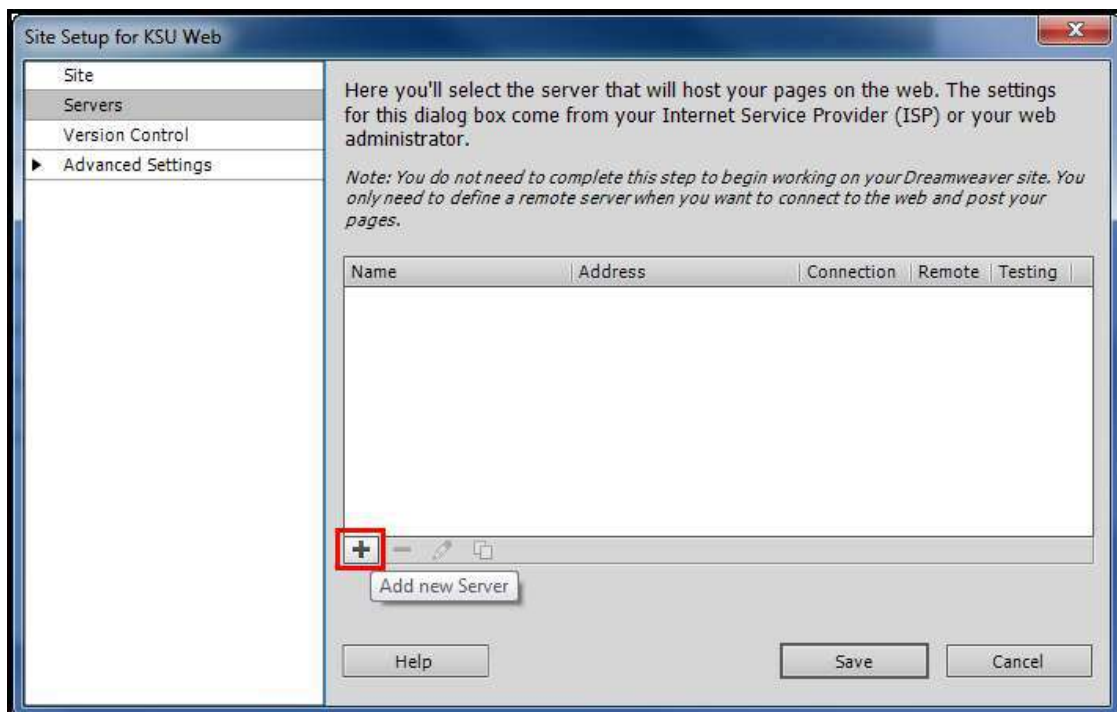 Site Setup for KSU Web
Site
Servers
Version Control
Advanced Settings
Here you'll select the server that will host your pages on the web. The settings
for this dialog box come from your Internet Service Provider (ISP) or your web
administrator.
Note: You do not need to complete this step to begin working on your Dreamweaver site. You
only need to define a remote server when you want to connect to the web and post your
pages.
Name Address Connection Remote Testing
Add new Server
Help Save Cancel